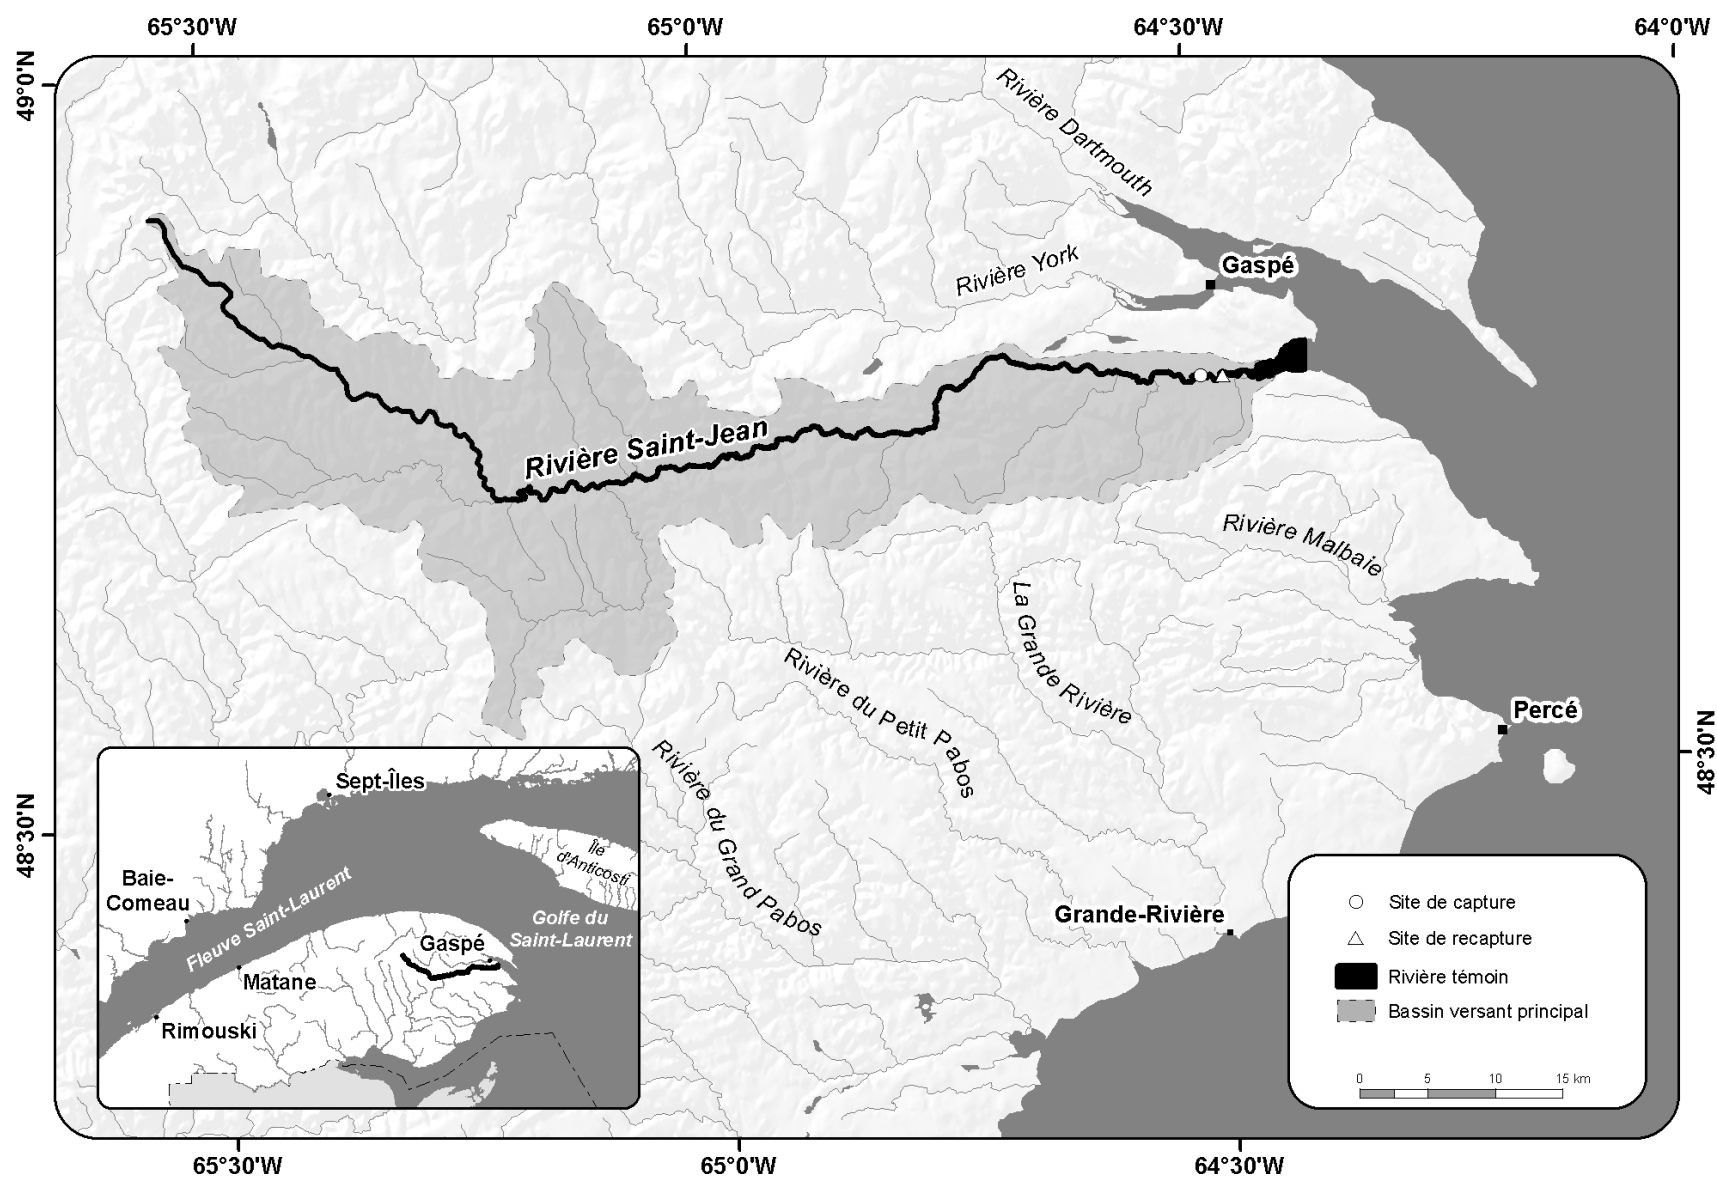 65°30'W
65°0'W
64°30'W
64°0'W
49°0'N
Rivière Dartmouth
Rivière York
Gaspé
Rivière Saint-Jean
Rivière Malbaie
La Grande Rivière
Rivière du Petit Pabos
Rivière du Grand Pabos
Percé
48°30'N
48°30'N
Grande-Rivière
Sept-Îles
Île
d'Anticosti
Baie-
Comeau
Fleuve Saint-Laurent
Golfe du
Saint-Laurent
Gaspé
Matane
Rimouski
Site de capture
Site de recapture
Rivière témoin
Bassin versant principal
0 5 10 15 km
65°30'W
65°0'W
64°30'W